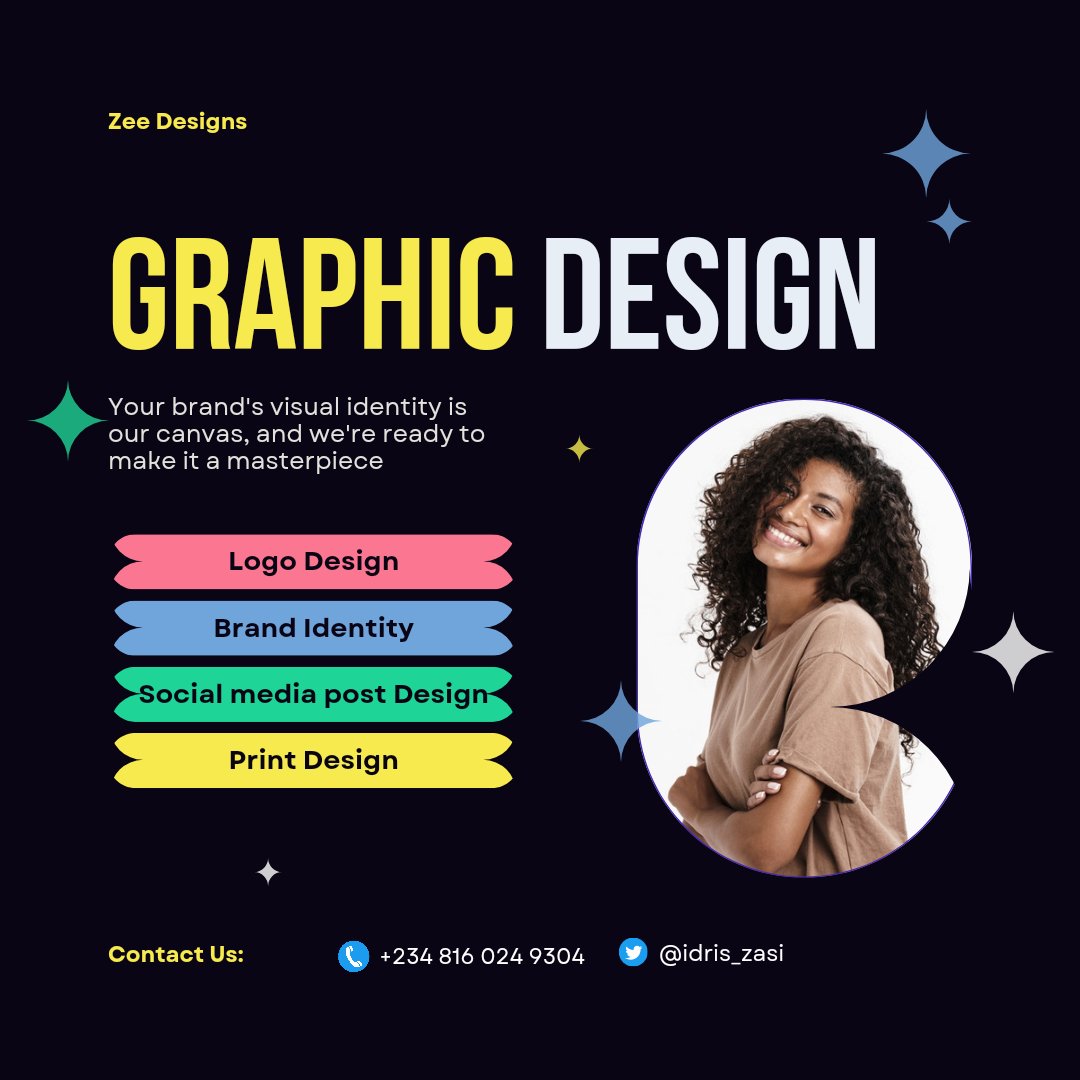 Zee Designs
GRAPHIC DESIGN
Your brand's visual identity is
our canvas, and we're ready to
make it a masterpiece
Logo Design
Brand Identity
Social media post Design
Print Design
Contact Us: +234 816 024 9304 @idris_zasi